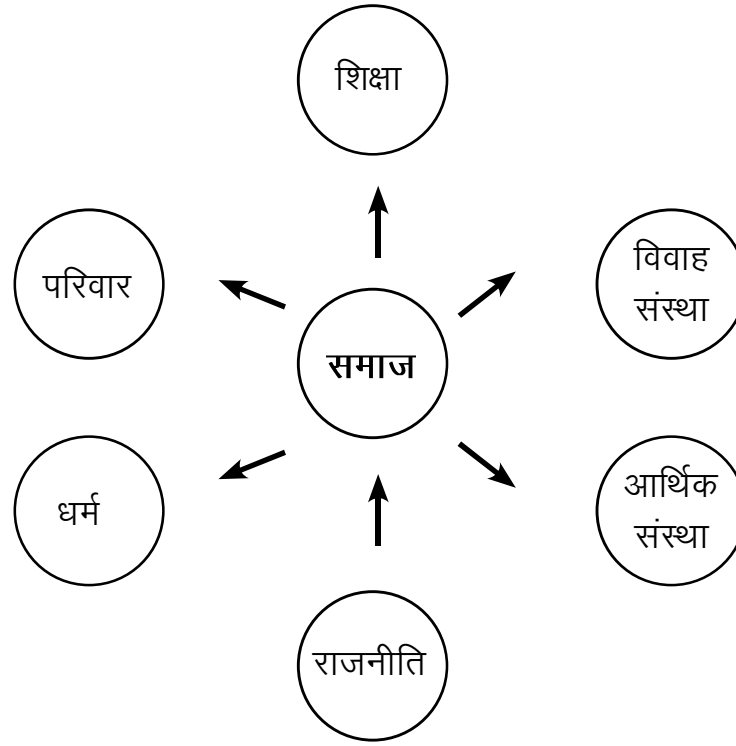 शिक्षा
परिवार
विवाह
संस्था
समाज
धर्म
आर्थिक
संस्था
राजनीति